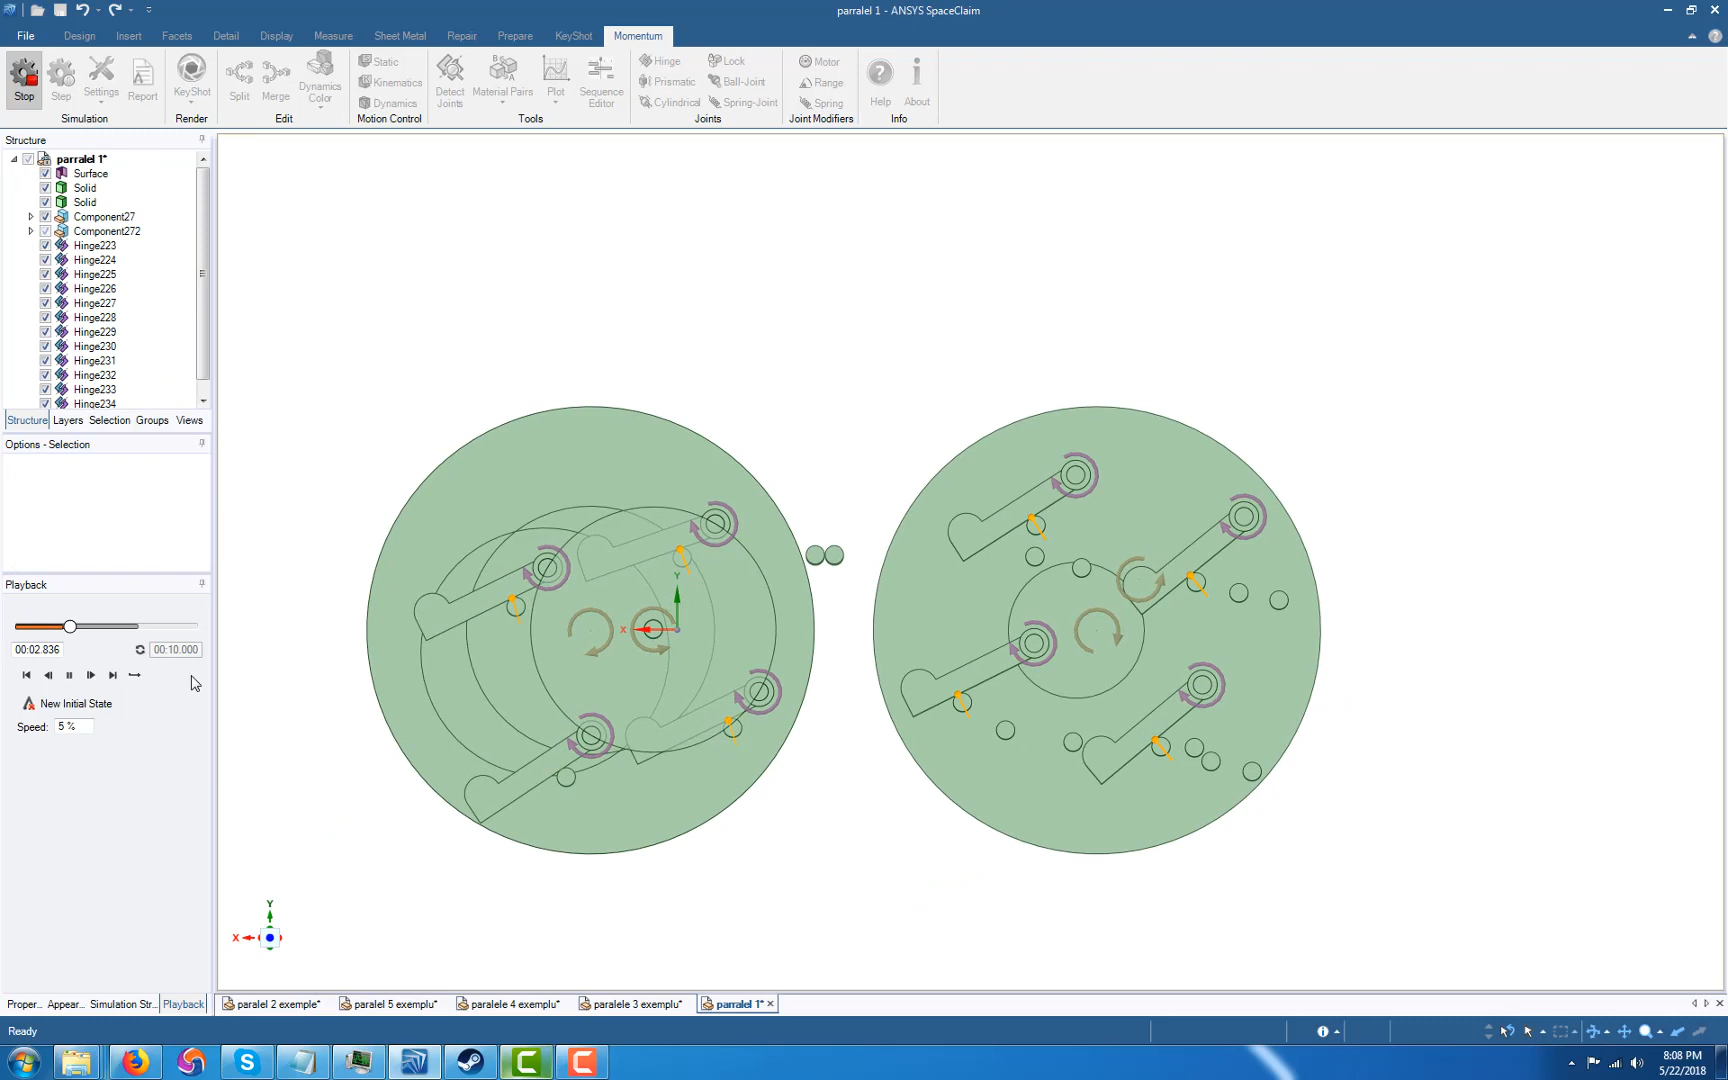 parralel 1 - ANSYS SpaceClaim
File Design Insert Facets Detail Display Measure Sheet Metal Repair Prepare KeyShot Momentum
Stop Step Settings Report
Simulation
KeyShot
Render
Split Merge Dynamics Color
Edit
Static
Kinematics
Dynamics
Motion Control
Detect Joints Material Pairs Plot Sequence Editor
Tools
Hinge Lock
Prismatic Ball-Joint
Cylindrical Spring-Joint
Joints
Motor
Range
Spring
Joint Modifiers
Help About
Info
Structure
parralel 1*
Surface
Solid
Solid
Component27
Component272
Hinge223
Hinge224
Hinge225
Hinge226
Hinge227
Hinge228
Hinge229
Hinge230
Hinge231
Hinge232
Hinge233
Hinge234
Structure Layers Selection Groups Views
Options - Selection
Playback
00:02.836 00:10.000
New Initial State
Speed: 5 %
Y
X
Y
X
Proper... Appear... Simulation Str... Playback
paralel 2 exemple* paralel 5 exemplu* paralele 4 exemplu* paralele 3 exemplu* parralel 1*
Ready
8:08 PM
5/22/2018